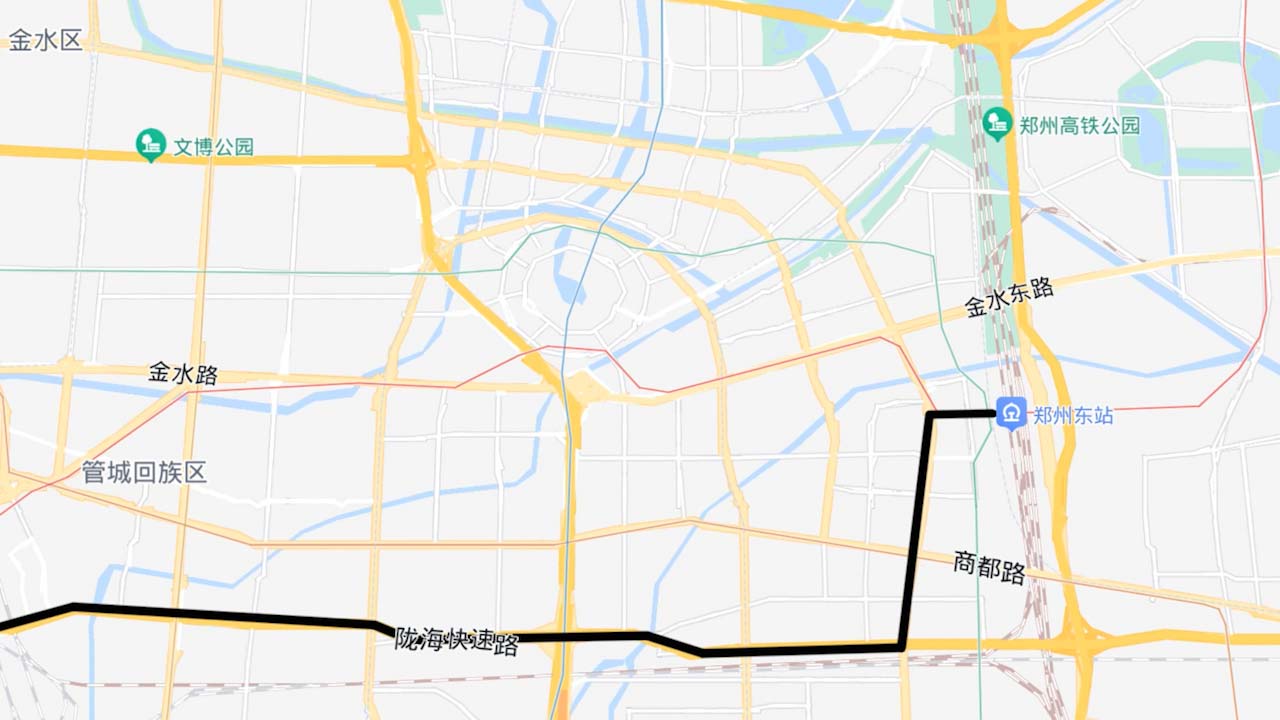 金水区
郑州高铁公园
文博公园
金水东路
金水路
郑州东站
管城回族区
商都路
陇海快速路